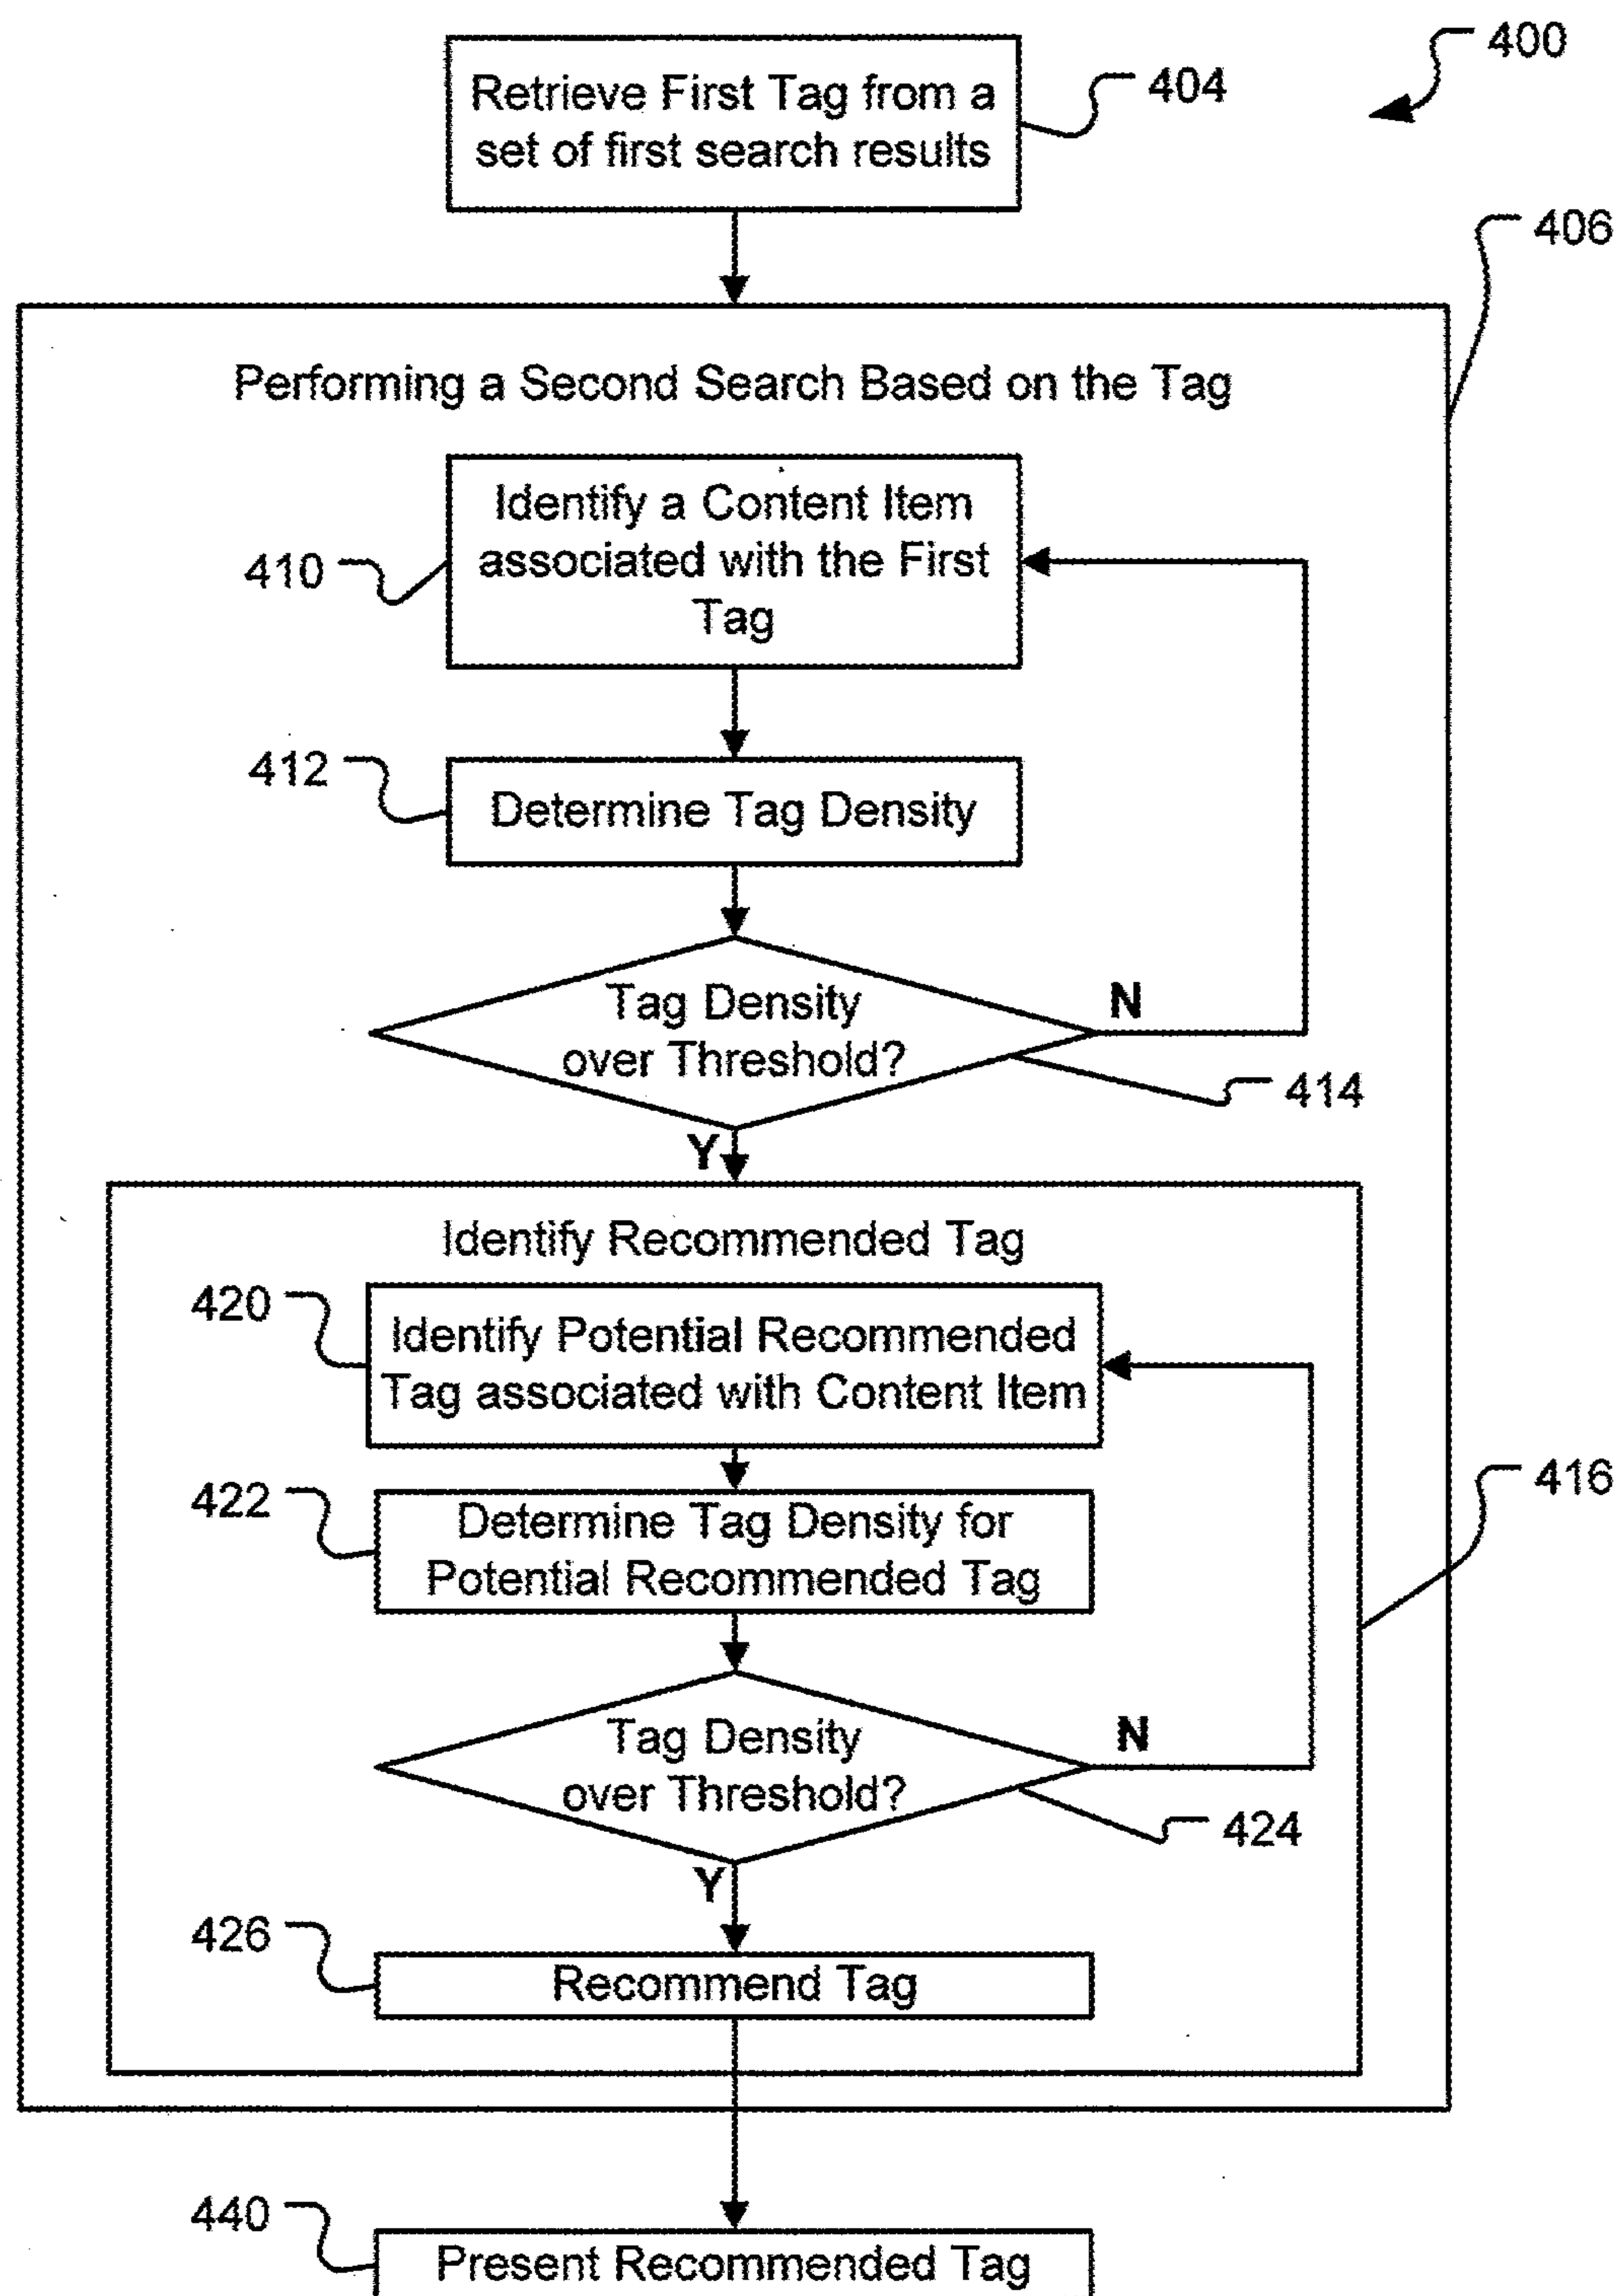 400
Retrieve First Tag from a
set of first search results
404
406
Performing a Second Search Based on the Tag
Identify a Content Item
associated with the First
Tag
410
412
Determine Tag Density
Tag Density
over Threshold?
N
414
Y
Identify Recommended Tag
420
Identify Potential Recommended
Tag associated with Content Item
416
422
Determine Tag Density for
Potential Recommended Tag
Tag Density
over Threshold?
N
424
Y
426
Recommend Tag
440
Present Recommended Tag